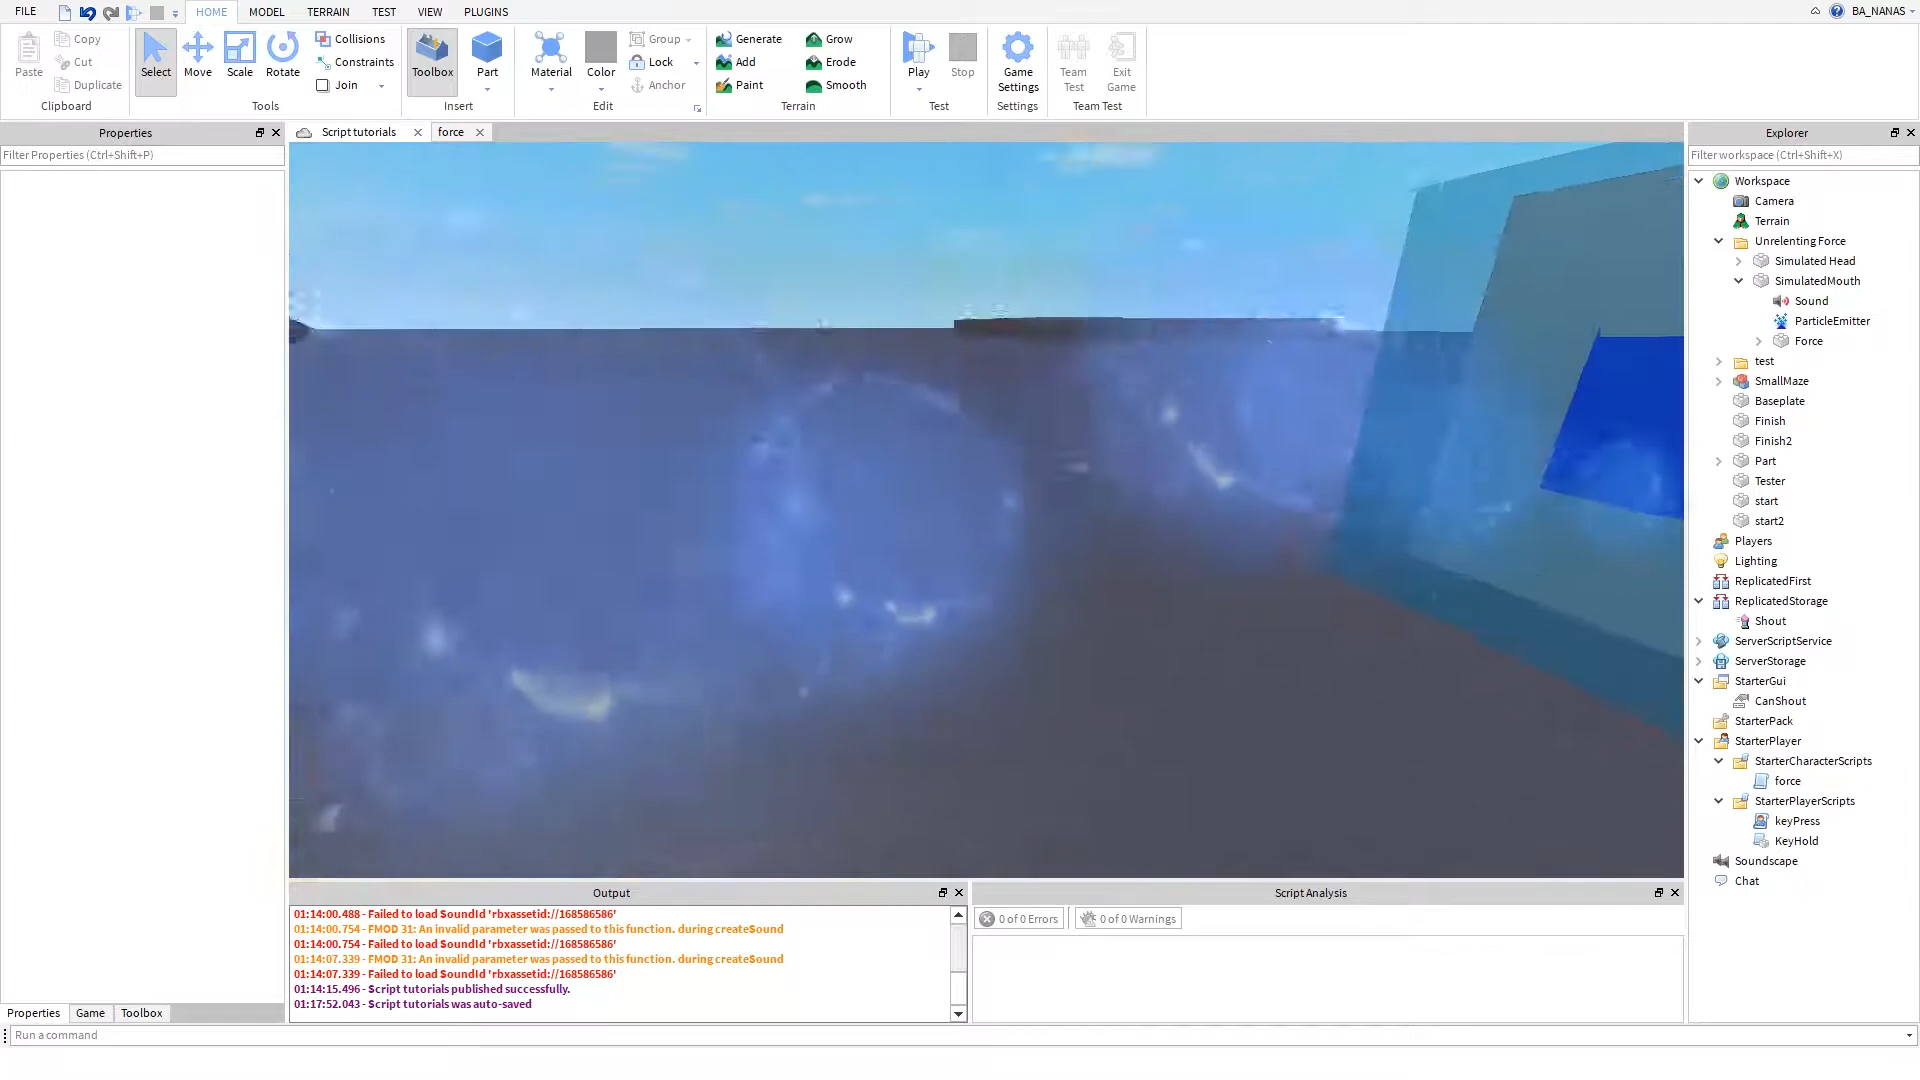 FILE HOME MODEL TERRAIN TEST VIEW PLUGINS BA_NANAS
Paste Copy Cut Duplicate Clipboard
Select Move Scale Rotate Collisions Constraints Join Tools
Toolbox Part Insert
Material Color Group Lock Anchor Edit
Generate Add Paint Grow Erode Smooth Terrain
Play Stop Test
Game Settings Settings
Team Test Exit Game Team Test
Properties
Filter Properties (Ctrl+Shift+P)
Script tutorials force
Explorer
Filter workspace (Ctrl+Shift+X)
Workspace
Camera
Terrain
Unrelenting Force
Simulated Head
SimulatedMouth
Sound
ParticleEmitter
Force
test
SmallMaze
Baseplate
Finish
Finish2
Part
Tester
start
start2
Players
Lighting
ReplicatedFirst
ReplicatedStorage
Shout
ServerScriptService
ServerStorage
StarterGui
CanShout
StarterPack
StarterPlayer
StarterCharacterScripts
force
StarterPlayerScripts
keyPress
KeyHold
Soundscape
Chat
Output
01:14:00.488 - Failed to load SoundId 'rbxassetid://168586586'
01:14:00.754 - FMOD 31: An invalid parameter was passed to this function. during createSound
01:14:00.754 - Failed to load SoundId 'rbxassetid://168586586'
01:14:07.339 - FMOD 31: An invalid parameter was passed to this function. during createSound
01:14:07.339 - Failed to load SoundId 'rbxassetid://168586586'
01:14:15.496 - Script tutorials published successfully.
01:17:52.043 - Script tutorials was auto-saved
Script Analysis
0 of 0 Errors 0 of 0 Warnings
Properties Game Toolbox
Run a command